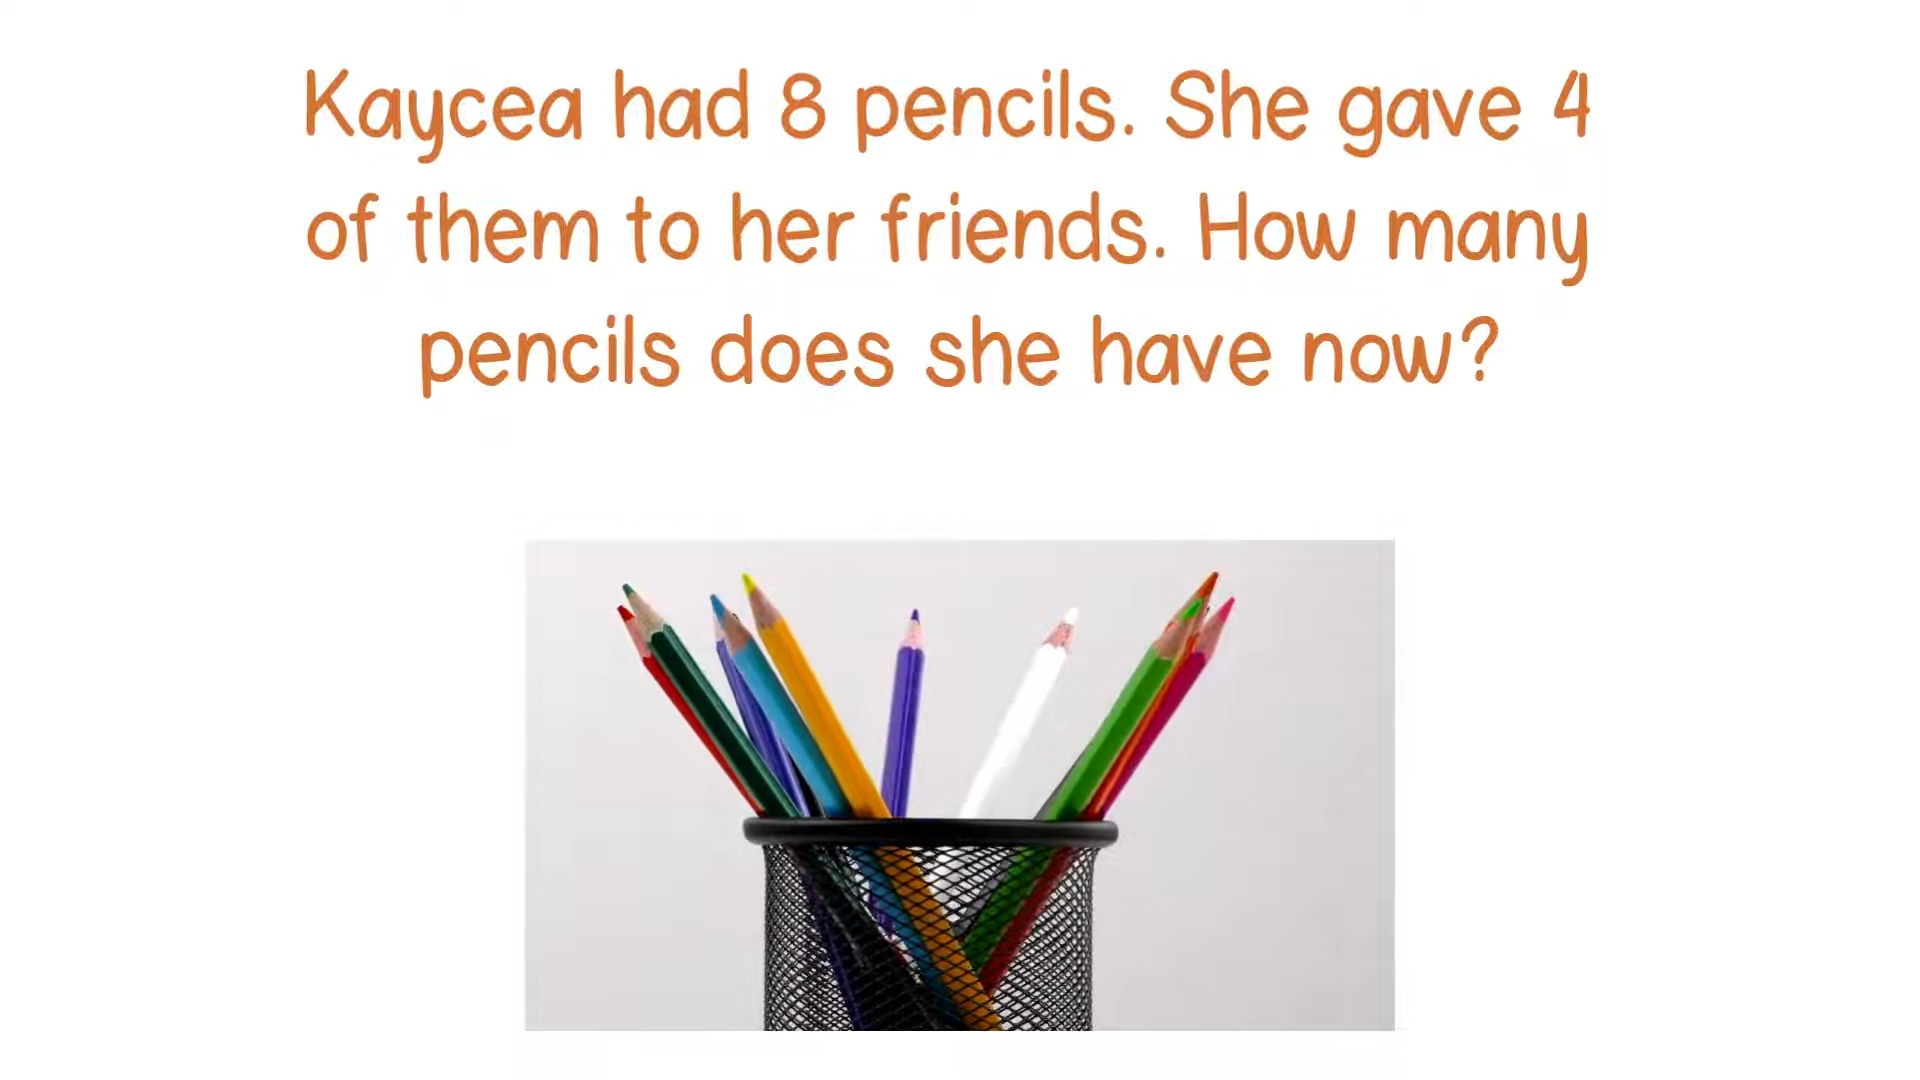 Kaycea had 8 pencils. She gave 4
of them to her friends. How many
pencils does she have now?